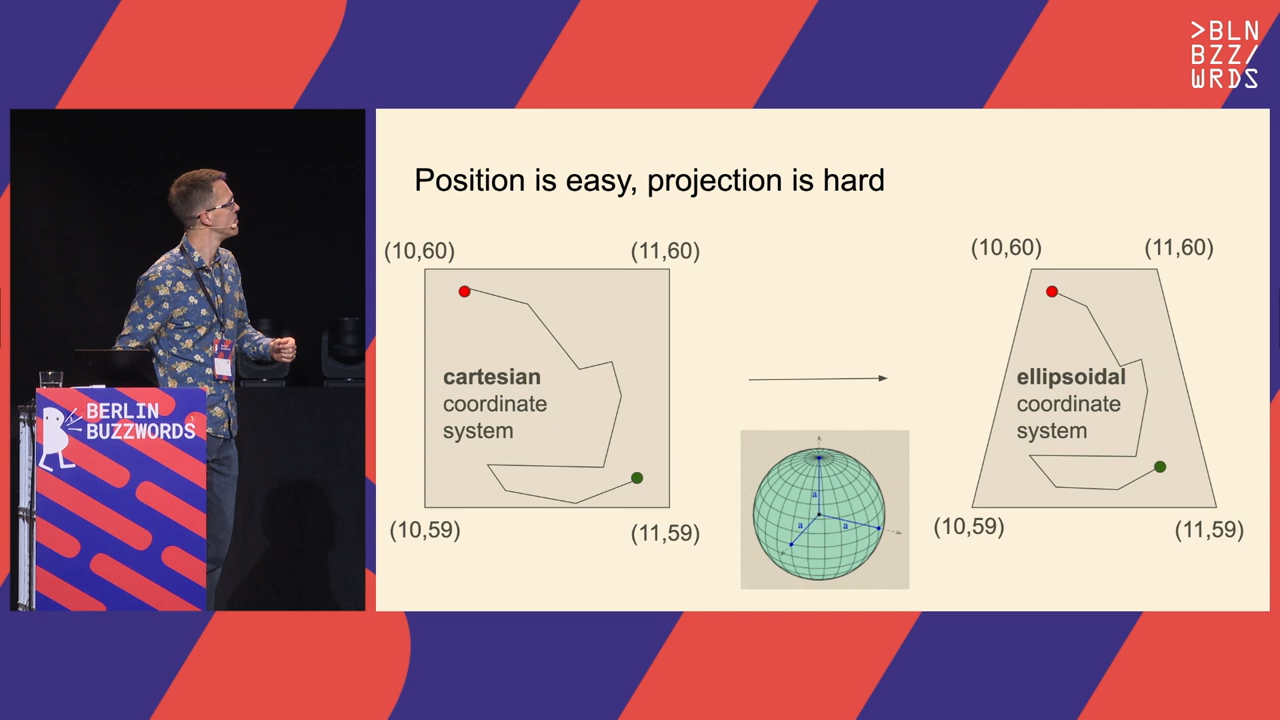 >BLN
BZZ/
WRDS
Position is easy, projection is hard
(10,60)
(11,60)
cartesian
coordinate
system
(10,59)
(11,59)
a
a
a
(10,60)
(11,60)
ellipsoidal
coordinate
system
(10,59)
(11,59)
BERLIN
BUZZWORDS